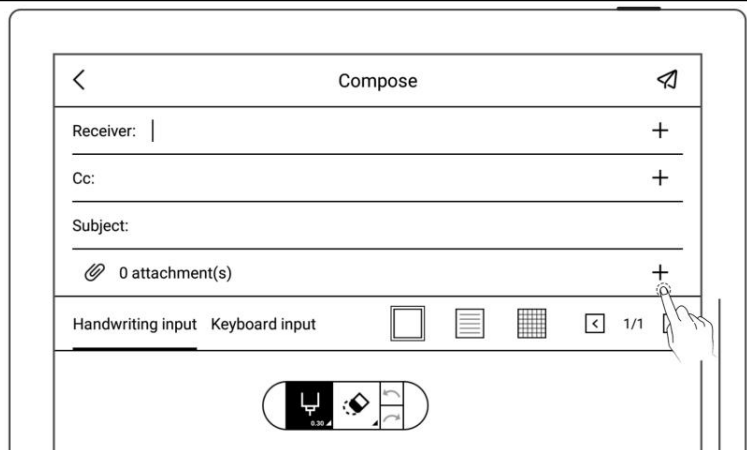 Compose
Receiver:
Cc:
Subject:
0 attachment(s)
Handwriting input Keyboard input 1/1
0.30